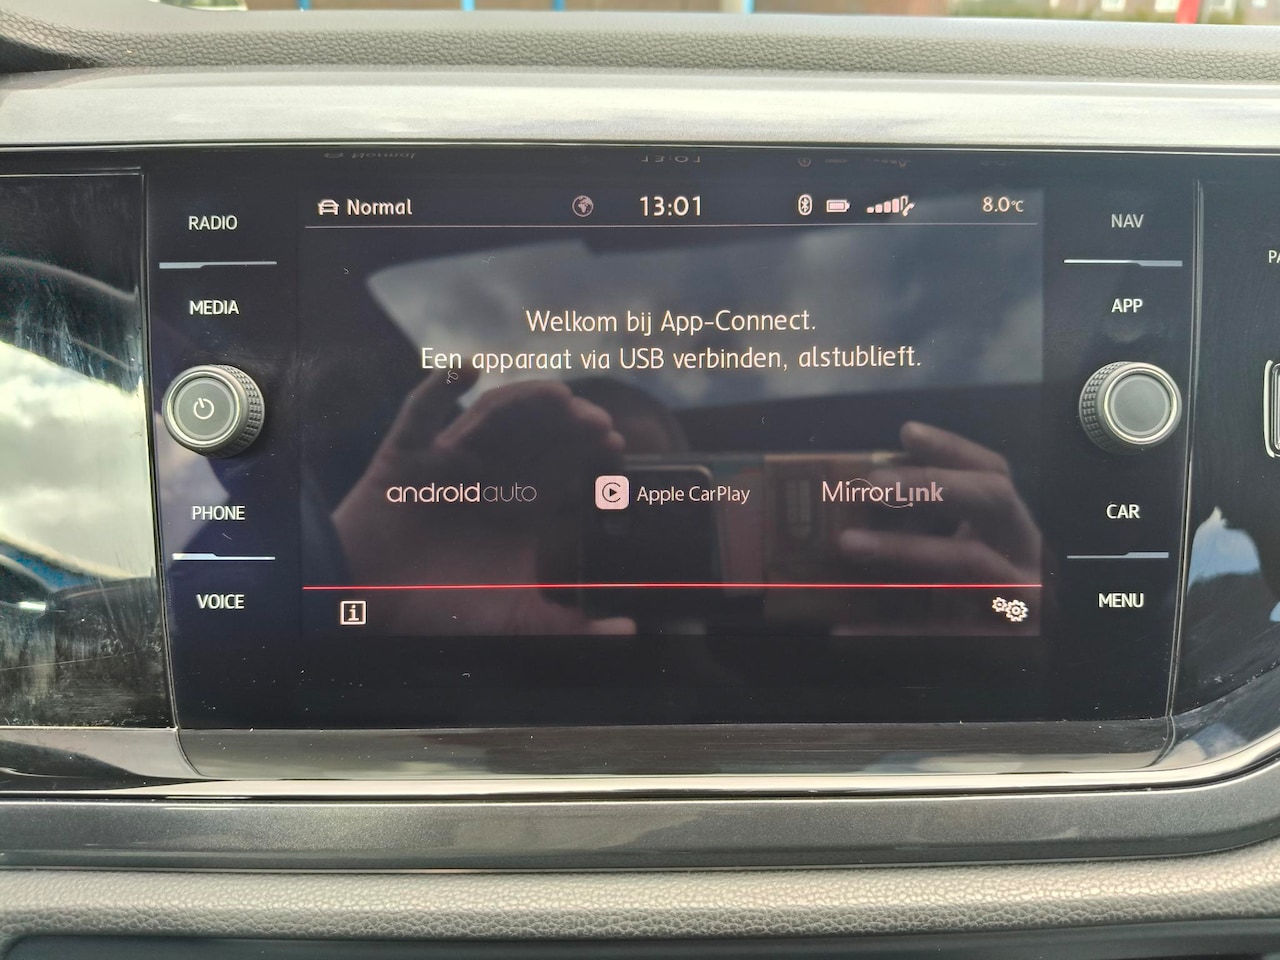 Normal 13:01 8.0°C
RADIO
MEDIA
PHONE
VOICE
Welkom bij App-Connect.
Een apparaat via USB verbinden, alstublieft.
androidauto Apple CarPlay MirrorLink
NAV
APP
CAR
MENU